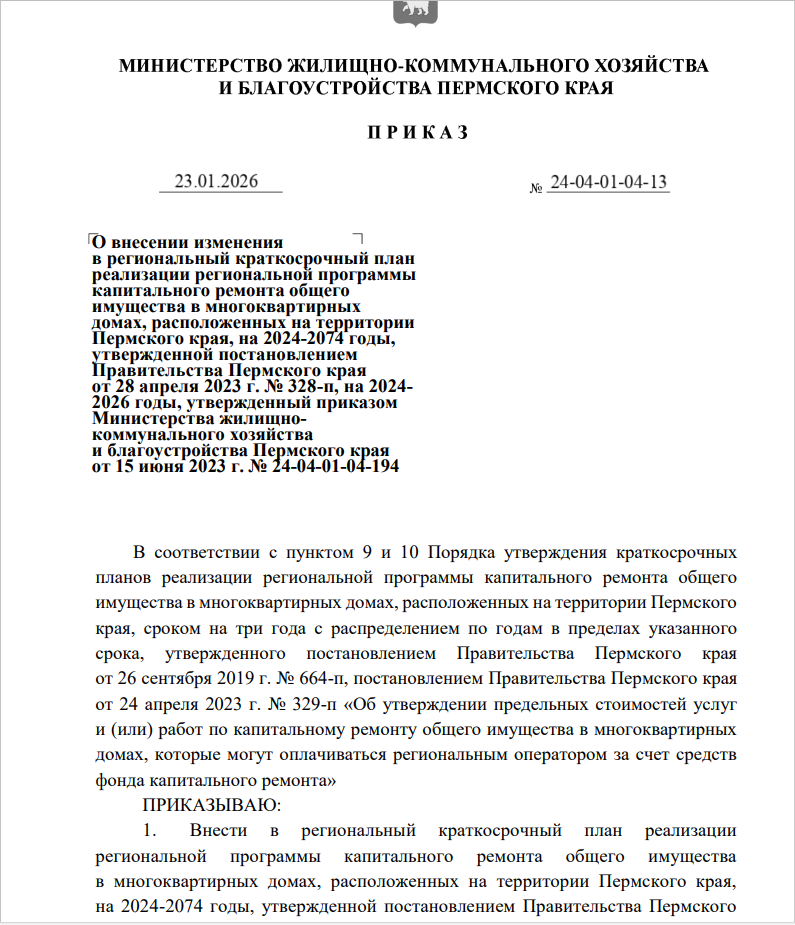 МИНИСТЕРСТВО ЖИЛИЩНО-КОММУНАЛЬНОГО ХОЗЯЙСТВА
И БЛАГОУСТРОЙСТВА ПЕРМСКОГО КРАЯ
П Р И К А З
23.01.2026 № 24-04-01-04-13
О внесении изменения
в региональный краткосрочный план
реализации региональной программы
капитального ремонта общего
имущества в многоквартирных
домах, расположенных на территории
Пермского края, на 2024-2074 годы,
утвержденной постановлением
Правительства Пермского края
от 28 апреля 2023 г. № 328-п, на 2024-
2026 годы, утвержденный приказом
Министерства жилищно-
коммунального хозяйства
и благоустройства Пермского края
от 15 июня 2023 г. № 24-04-01-04-194
В соответствии с пунктом 9 и 10 Порядка утверждения краткосрочных
планов реализации региональной программы капитального ремонта общего
имущества в многоквартирных домах, расположенных на территории Пермского
края, сроком на три года с распределением по годам в пределах указанного
срока, утвержденного постановлением Правительства Пермского края
от 26 сентября 2019 г. № 664-п, постановлением Правительства Пермского края
от 24 апреля 2023 г. № 329-п «Об утверждении предельных стоимостей услуг
и (или) работ по капитальному ремонту общего имущества в многоквартирных
домах, которые могут оплачиваться региональным оператором за счет средств
фонда капитального ремонта»
ПРИКАЗЫВАЮ:
1. Внести в региональный краткосрочный план реализации
региональной программы капитального ремонта общего имущества
в многоквартирных домах, расположенных на территории Пермского края,
на 2024-2074 годы, утвержденной постановлением Правительства Пермского